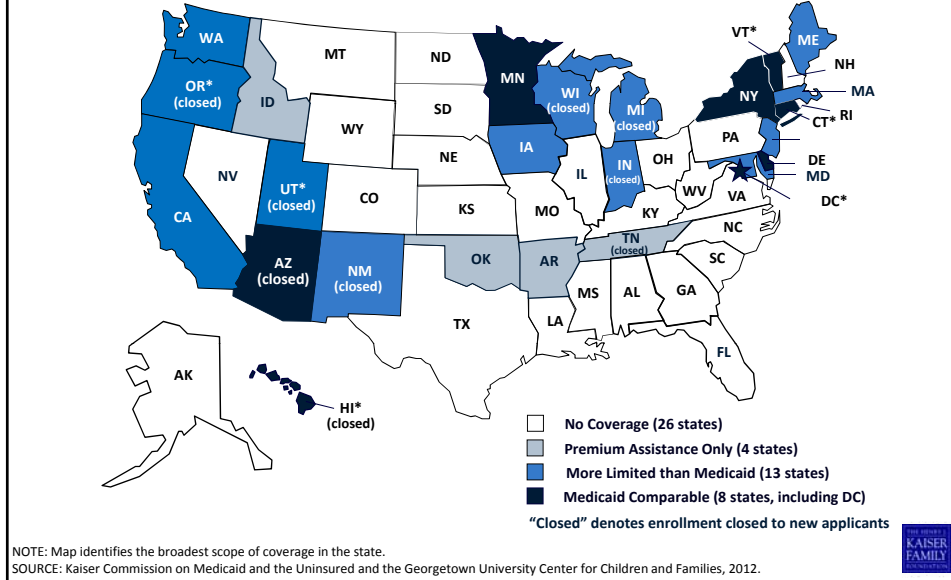 WA
MT
ND
MN
VT*
ME
NH
OR*
(closed)
ID
SD
WI
(closed)
MI
(closed)
NY
MA
RI
CT*
WY
IA
PA
NE
NV
UT*
(closed)
CO
IL
IN
(closed)
OH
DE
MD
WV
VA
DC*
CA
KS
MO
KY
NC
TN
(closed)
AZ
(closed)
NM
(closed)
OK
AR
SC
MS
AL
GA
TX
LA
FL
AK
HI*
(closed)
No Coverage (26 states)
Premium Assistance Only (4 states)
More Limited than Medicaid (13 states)
Medicaid Comparable (8 states, including DC)
“Closed” denotes enrollment closed to new applicants
NOTE: Map identifies the broadest scope of coverage in the state.
SOURCE: Kaiser Commission on Medicaid and the Uninsured and the Georgetown University Center for Children and Families, 2012.
THE HENRY J.
KAISER
FAMILY
FOUNDATION